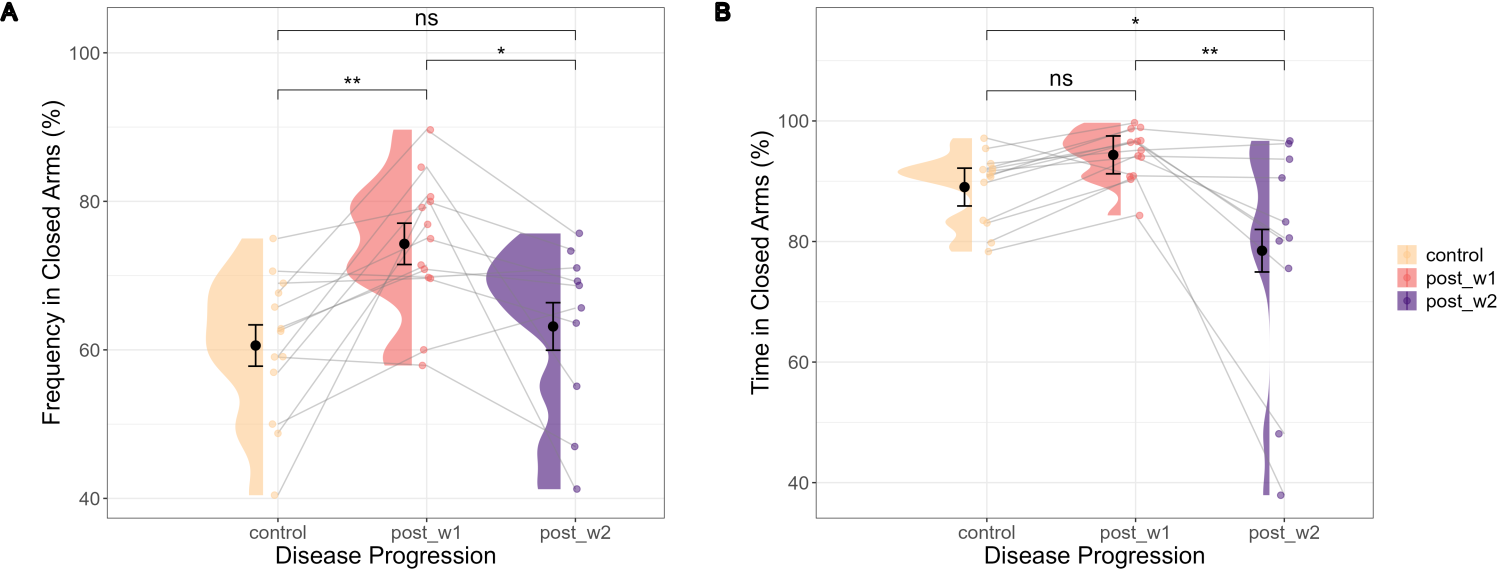 A
Frequency in Closed Arms (%)
100
80
60
40
ns
*
**
control
post_w1
post_w2
Disease Progression
B
Time in Closed Arms (%)
100
80
60
40
*
**
ns
control
post_w1
post_w2
Disease Progression
control
post_w1
post_w2